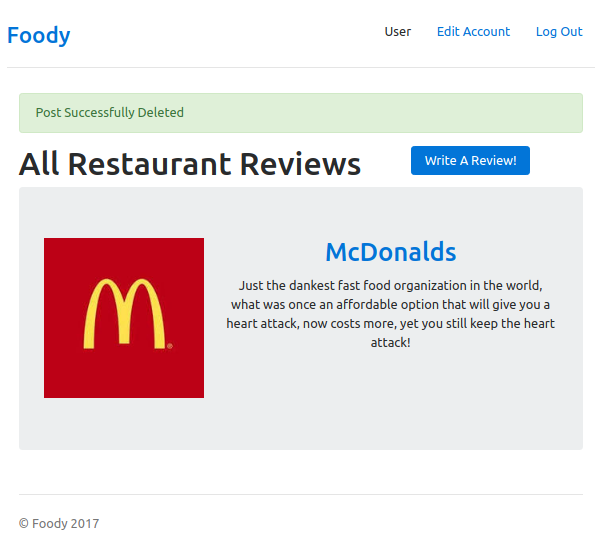 Foody User Edit Account Log Out
Post Successfully Deleted
All Restaurant Reviews Write A Review!
McDonalds
Just the dankest fast food organization in the world,
what was once an affordable option that will give you a
heart attack, now costs more, yet you still keep the heart
attack!
®
© Foody 2017